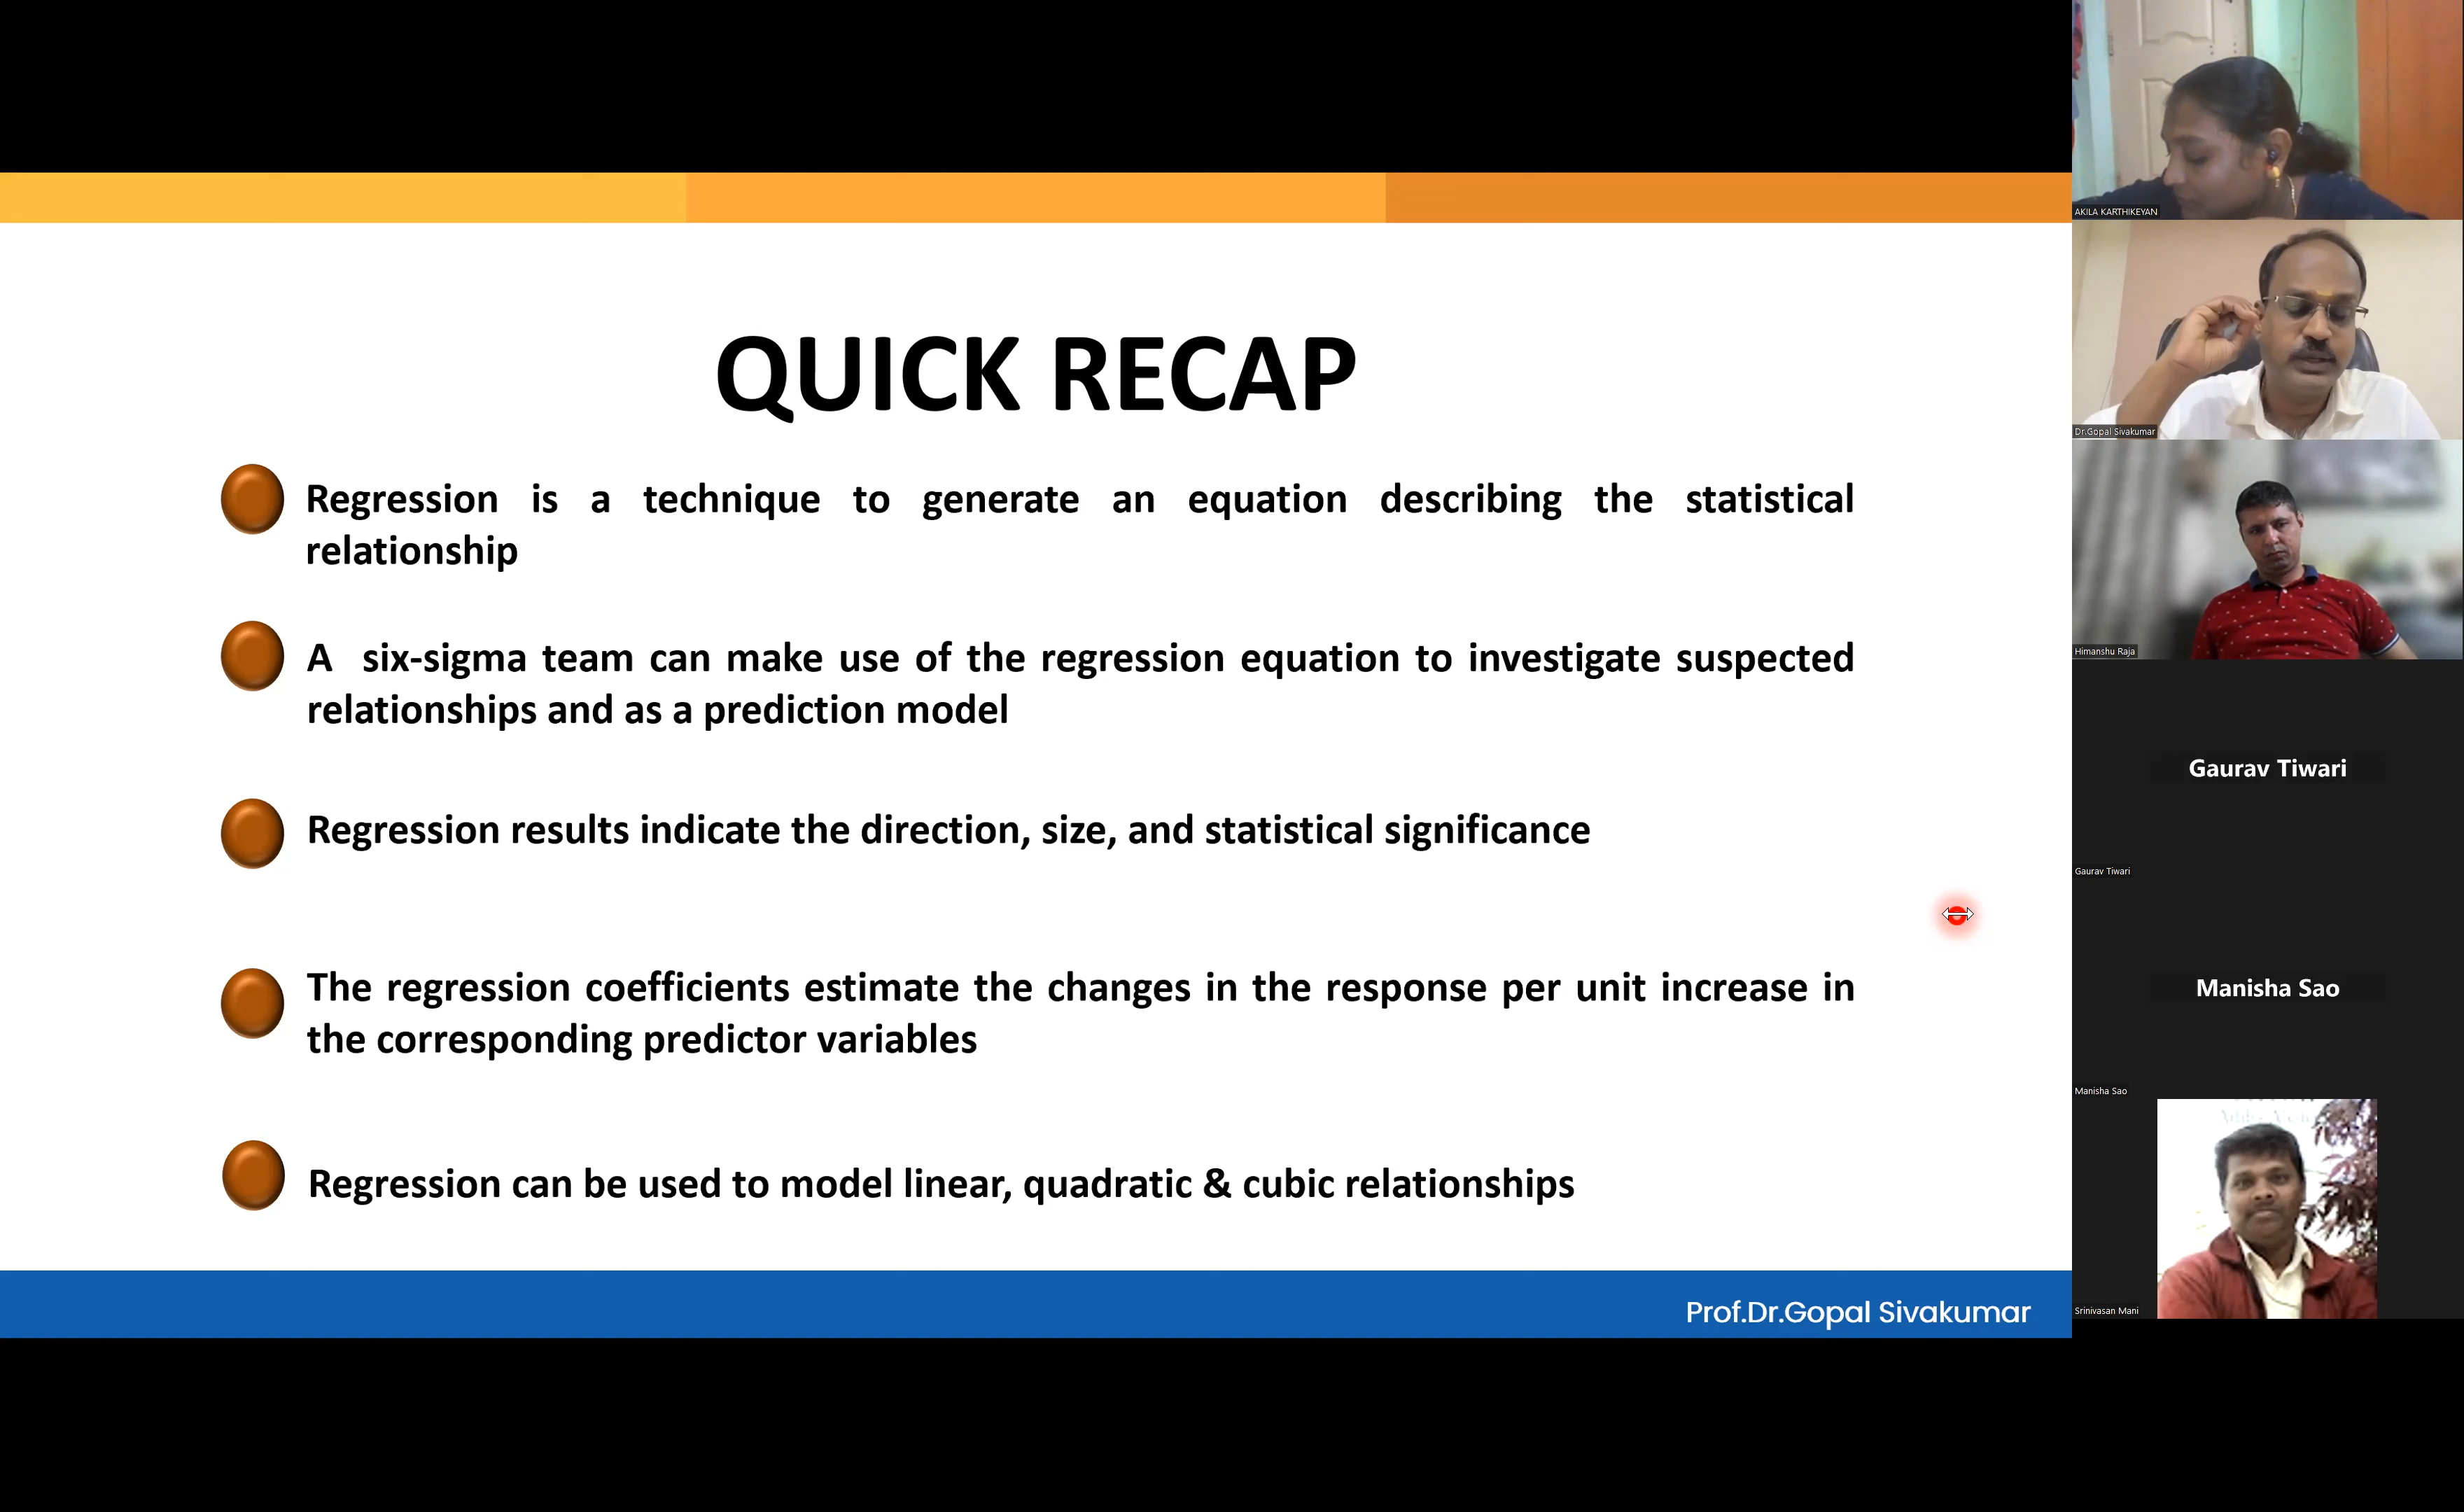 QUICK RECAP
Regression is a technique to generate an equation describing the statistical
relationship
A six-sigma team can make use of the regression equation to investigate suspected
relationships and as a prediction model
Regression results indicate the direction, size, and statistical significance
The regression coefficients estimate the changes in the response per unit increase in
the corresponding predictor variables
Regression can be used to model linear, quadratic & cubic relationships
Prof.Dr.Gopal Sivakumar
AKILA KARTHIKEYAN
Dr.Gopal Sivakumar
Himanshu Raja
Gaurav Tiwari
Gaurav Tiwari
Manisha Sao
Manisha Sao
Srinivasan Mani